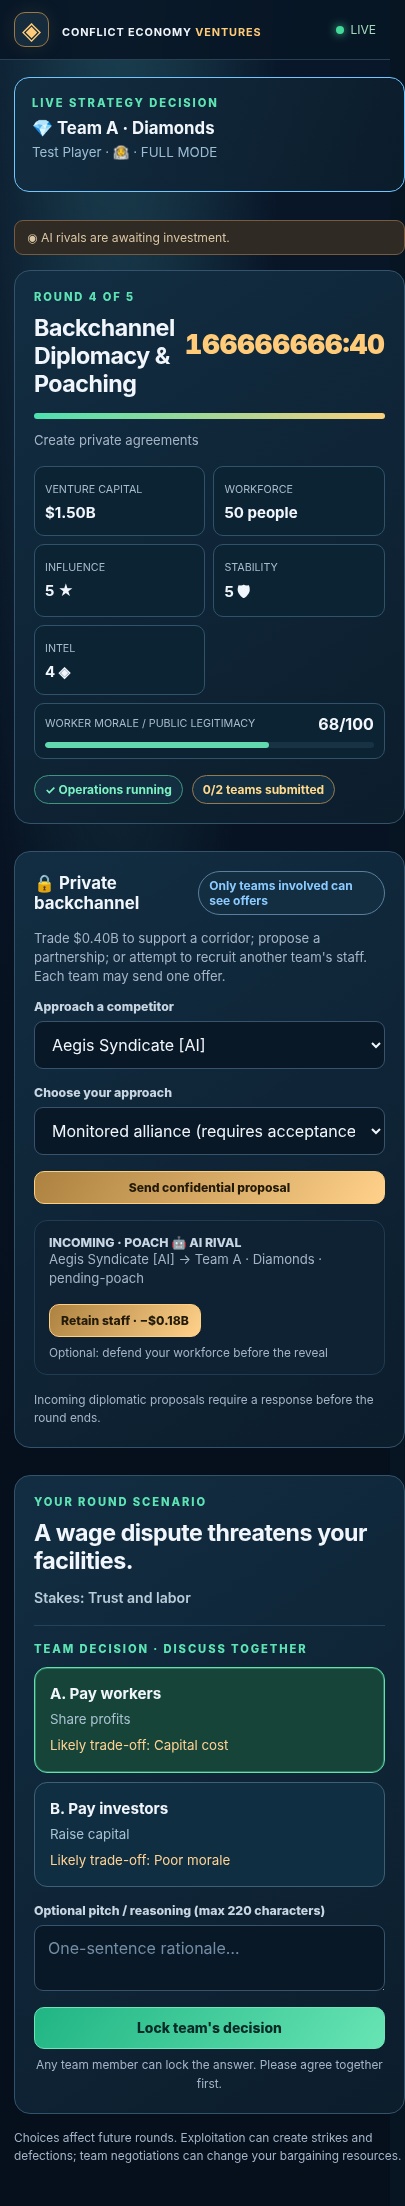 CONFLICT ECONOMY VENTURES
LIVE
LIVE STRATEGY DECISION
💎 Team A · Diamonds
Test Player · 👩‍🚀 · FULL MODE
◉ AI rivals are awaiting investment.
ROUND 4 OF 5
Backchannel
Diplomacy &
Poaching
166666666:40
Create private agreements
VENTURE CAPITAL
$1.50B
WORKFORCE
50 people
INFLUENCE
5 ★
STABILITY
5 🛡
INTEL
4 ◈
WORKER MORALE / PUBLIC LEGITIMACY
68/100
✓ Operations running
0/2 teams submitted
🔒 Private
backchannel
Only teams involved can
see offers
Trade $0.40B to support a corridor; propose a
partnership; or attempt to recruit another team's staff.
Each team may send one offer.
Approach a competitor
Aegis Syndicate [AI]
Choose your approach
Monitored alliance (requires acceptance
Send confidential proposal
INCOMING · POACH 🤖 AI RIVAL
Aegis Syndicate [AI] → Team A · Diamonds ·
pending-poach
Retain staff · −$0.18B
Optional: defend your workforce before the reveal
Incoming diplomatic proposals require a response before the
round ends.
YOUR ROUND SCENARIO
A wage dispute threatens your
facilities.
Stakes: Trust and labor
TEAM DECISION · DISCUSS TOGETHER
A. Pay workers
Share profits
Likely trade-off: Capital cost
B. Pay investors
Raise capital
Likely trade-off: Poor morale
Optional pitch / reasoning (max 220 characters)
One-sentence rationale...
Lock team's decision
Any team member can lock the answer. Please agree together
first.
Choices affect future rounds. Exploitation can create strikes and
defections; team negotiations can change your bargaining resources.